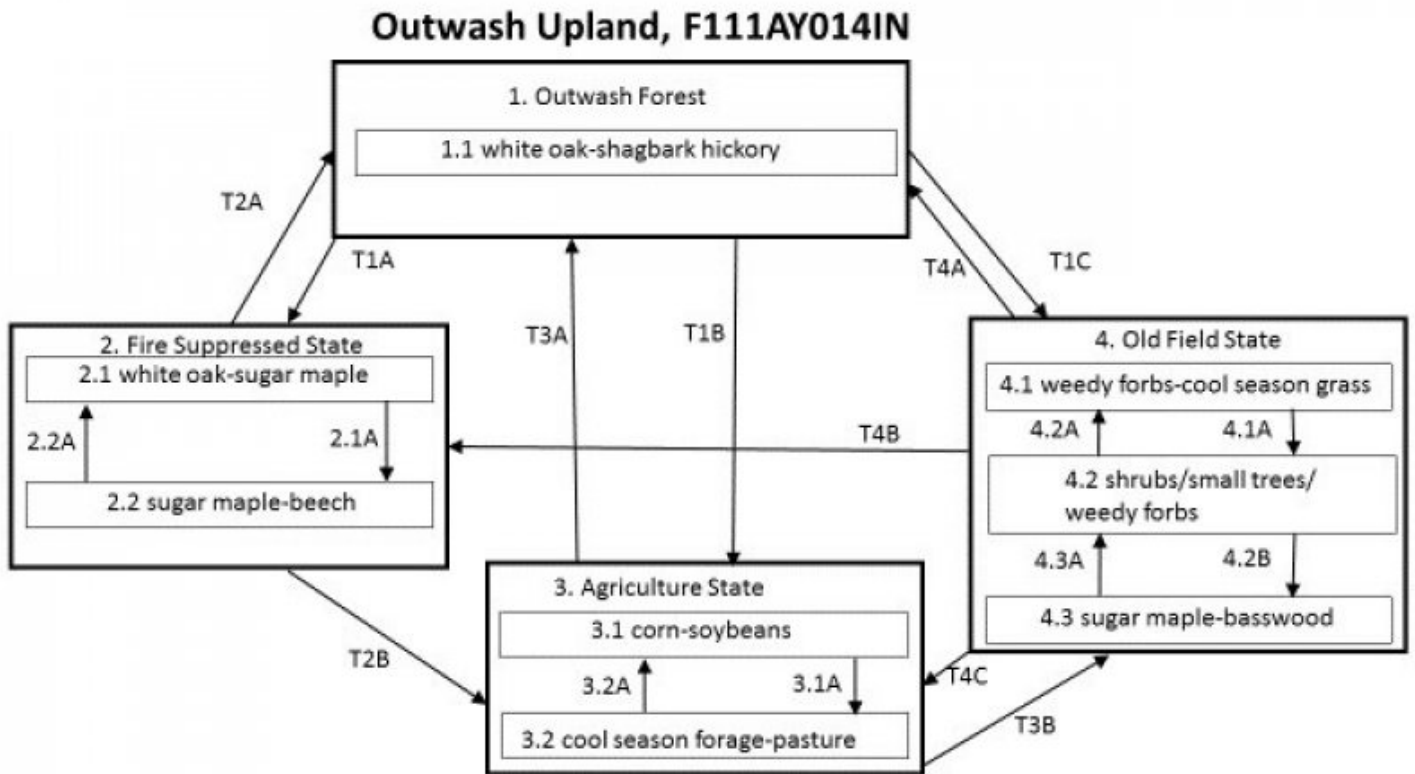 Outwash Upland, F111AY014IN
1. Outwash Forest
1.1 white oak-shagbark hickory
T2A
T1A
T3A
T1B
T4A
T1C
2. Fire Suppressed State
2.1 white oak-sugar maple
2.2A
2.1A
2.2 sugar maple-beech
T4B
4. Old Field State
4.1 weedy forbs-cool season grass
4.2A
4.1A
4.2 shrubs/small trees/
weedy forbs
4.3A
4.2B
4.3 sugar maple-basswood
T2B
3. Agriculture State
3.1 corn-soybeans
3.2A
3.1A
3.2 cool season forage-pasture
T4C
T3B